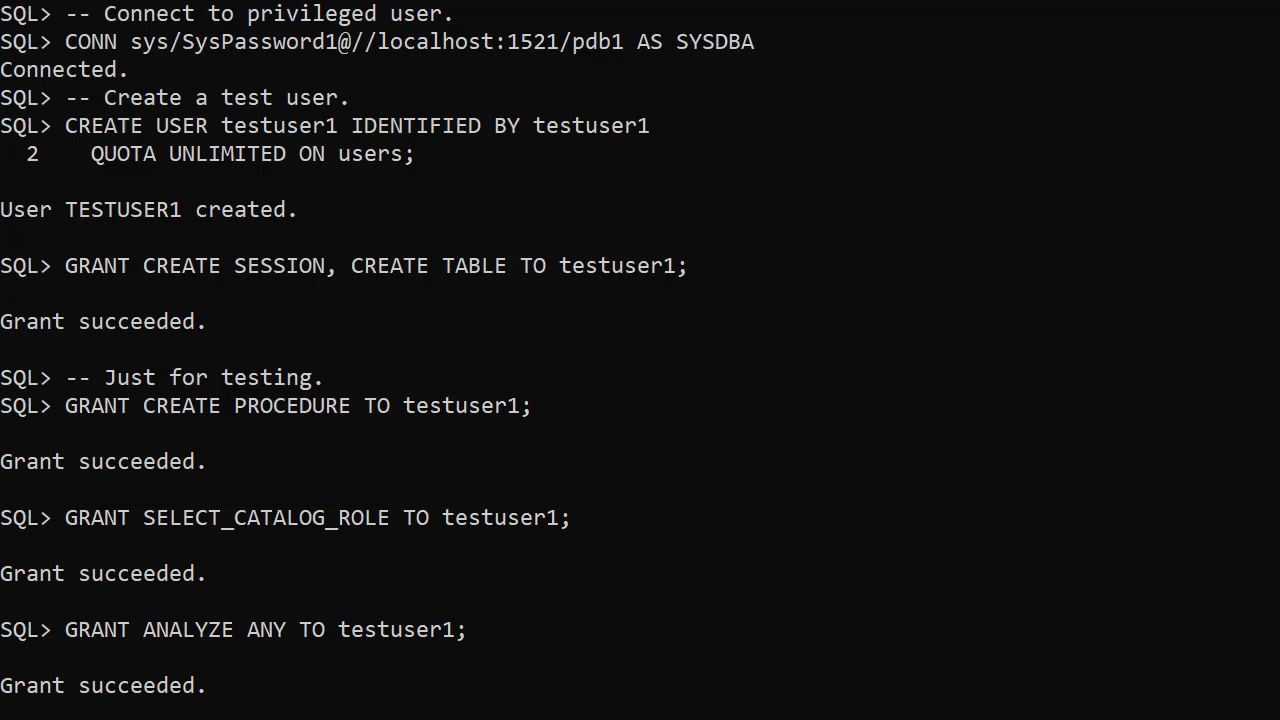 SQL> -- Connect to privileged user.
SQL> CONN sys/SysPassword1@//localhost:1521/pdb1 AS SYSDBA
Connected.
SQL> -- Create a test user.
SQL> CREATE USER testuser1 IDENTIFIED BY testuser1
  2    QUOTA UNLIMITED ON users;
User TESTUSER1 created.
SQL> GRANT CREATE SESSION, CREATE TABLE TO testuser1;
Grant succeeded.
SQL> -- Just for testing.
SQL> GRANT CREATE PROCEDURE TO testuser1;
Grant succeeded.
SQL> GRANT SELECT_CATALOG_ROLE TO testuser1;
Grant succeeded.
SQL> GRANT ANALYZE ANY TO testuser1;
Grant succeeded.